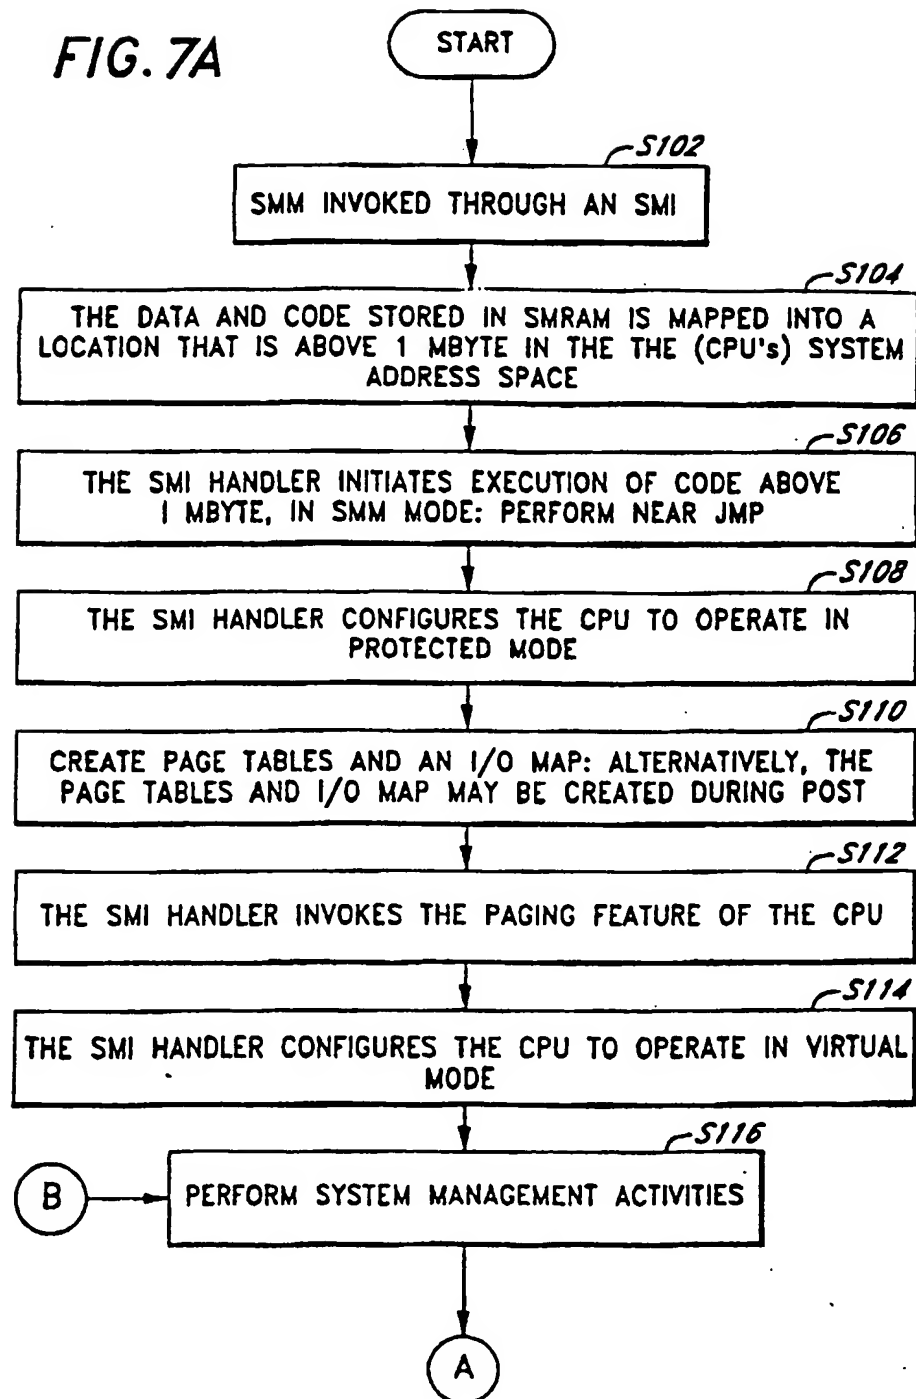 FIG. 7A
START
S102
SMM INVOKED THROUGH AN SMI
S104
THE DATA AND CODE STORED IN SMRAM IS MAPPED INTO A
LOCATION THAT IS ABOVE 1 MBYTE IN THE THE (CPU's) SYSTEM
ADDRESS SPACE
S106
THE SMI HANDLER INITIATES EXECUTION OF CODE ABOVE
1 MBYTE, IN SMM MODE: PERFORM NEAR JMP
S108
THE SMI HANDLER CONFIGURES THE CPU TO OPERATE IN
PROTECTED MODE
S110
CREATE PAGE TABLES AND AN I/O MAP: ALTERNATIVELY, THE
PAGE TABLES AND I/O MAP MAY BE CREATED DURING POST
S112
THE SMI HANDLER INVOKES THE PAGING FEATURE OF THE CPU
S114
THE SMI HANDLER CONFIGURES THE CPU TO OPERATE IN VIRTUAL
MODE
S116
B
PERFORM SYSTEM MANAGEMENT ACTIVITIES
A